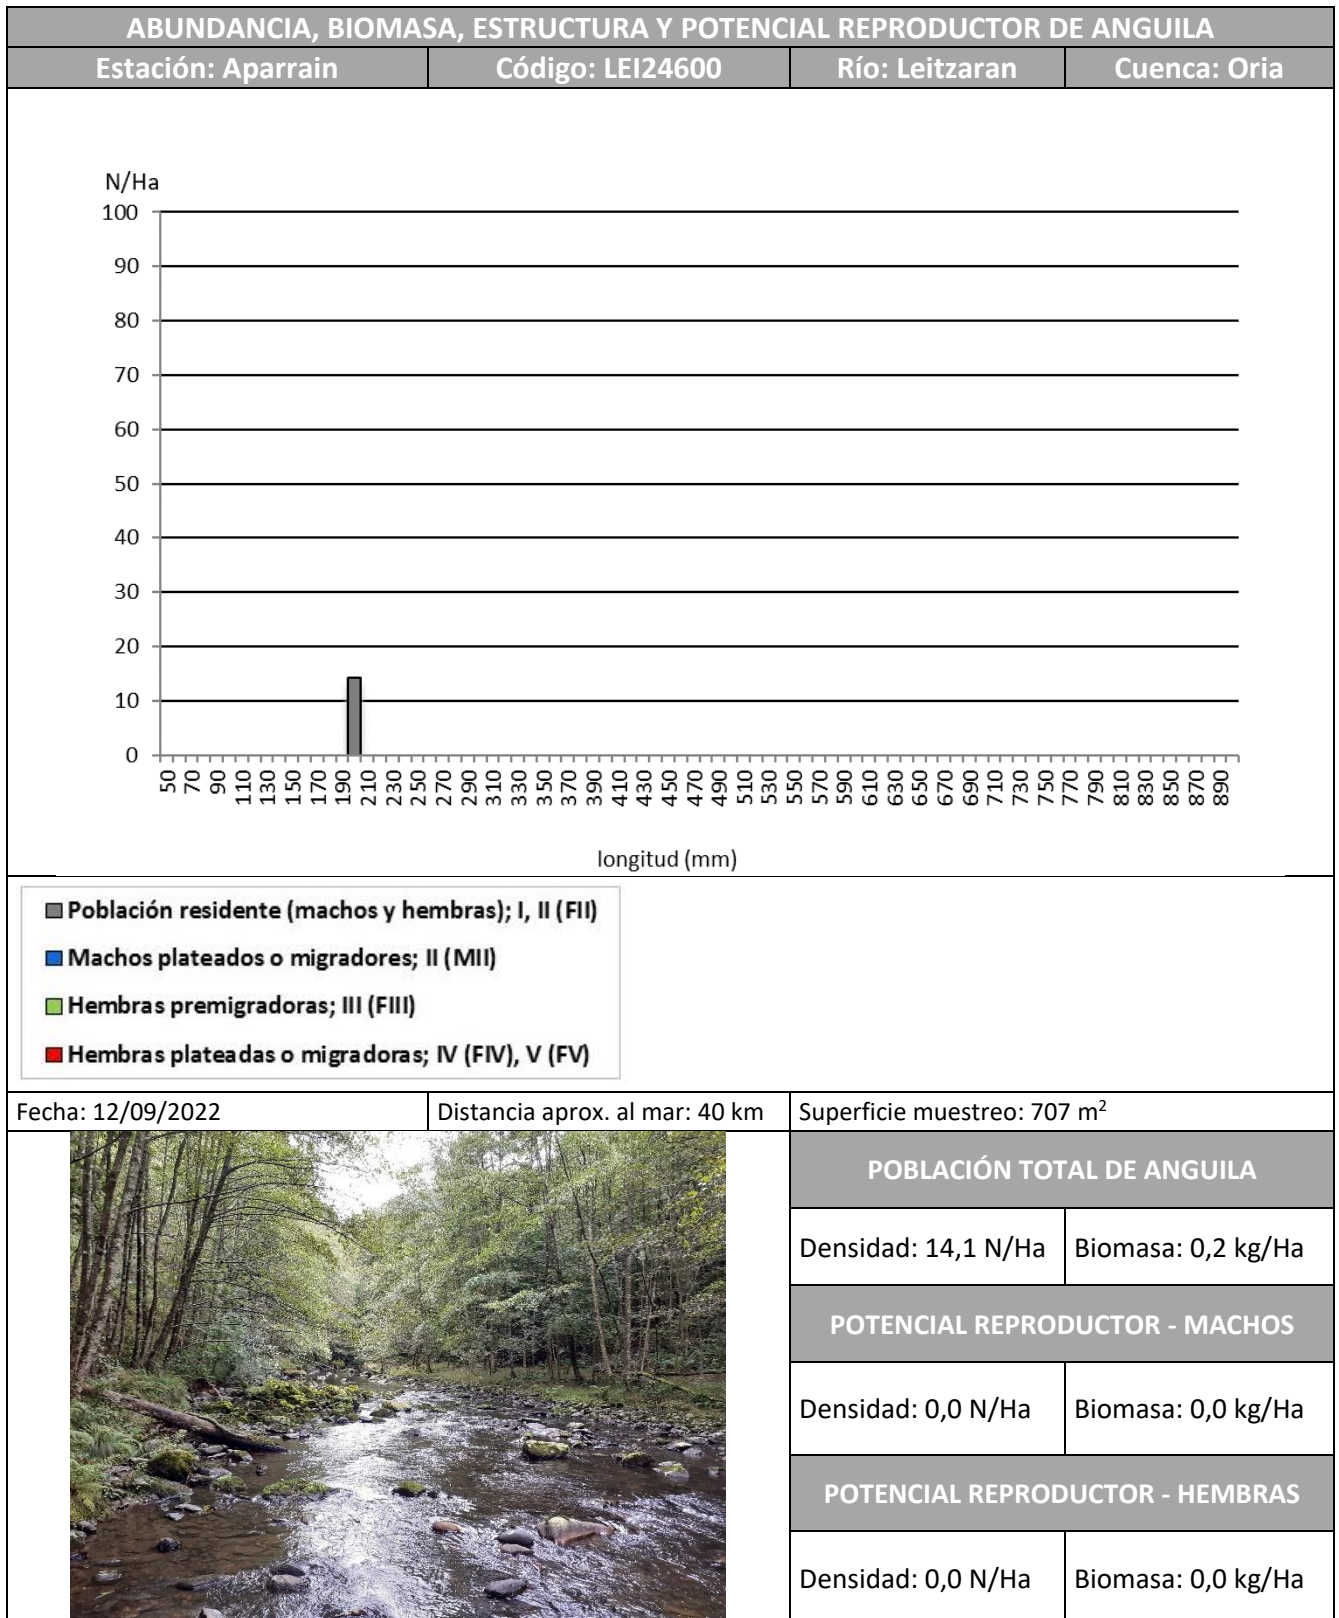 ABUNDANCIA, BIOMASA, ESTRUCTURA Y POTENCIAL REPRODUCTOR DE ANGUILA
Estación: Aparrain Código: LEI24600 Río: Leitzaran Cuenca: Oria
N/Ha
100
90
80
70
60
50
40
30
20
10
0
50 70 90 110 130 150 170 190 210 230 250 270 290 310 330 350 370 390 410 430 450 470 490 510 530 550 570 590 610 630 650 670 690 710 730 750 770 790 810 830 850 870 890
longitud (mm)
Población residente (machos y hembras); I, II (FII)
Machos plateados o migradores; II (MII)
Hembras premigradoras; III (FIII)
Hembras plateadas o migradoras; IV (FIV), V (FV)
Fecha: 12/09/2022 Distancia aprox. al mar: 40 km Superficie muestreo: 707 m²
POBLACIÓN TOTAL DE ANGUILA
Densidad: 14,1 N/Ha Biomasa: 0,2 kg/Ha
POTENCIAL REPRODUCTOR - MACHOS
Densidad: 0,0 N/Ha Biomasa: 0,0 kg/Ha
POTENCIAL REPRODUCTOR - HEMBRAS
Densidad: 0,0 N/Ha Biomasa: 0,0 kg/Ha